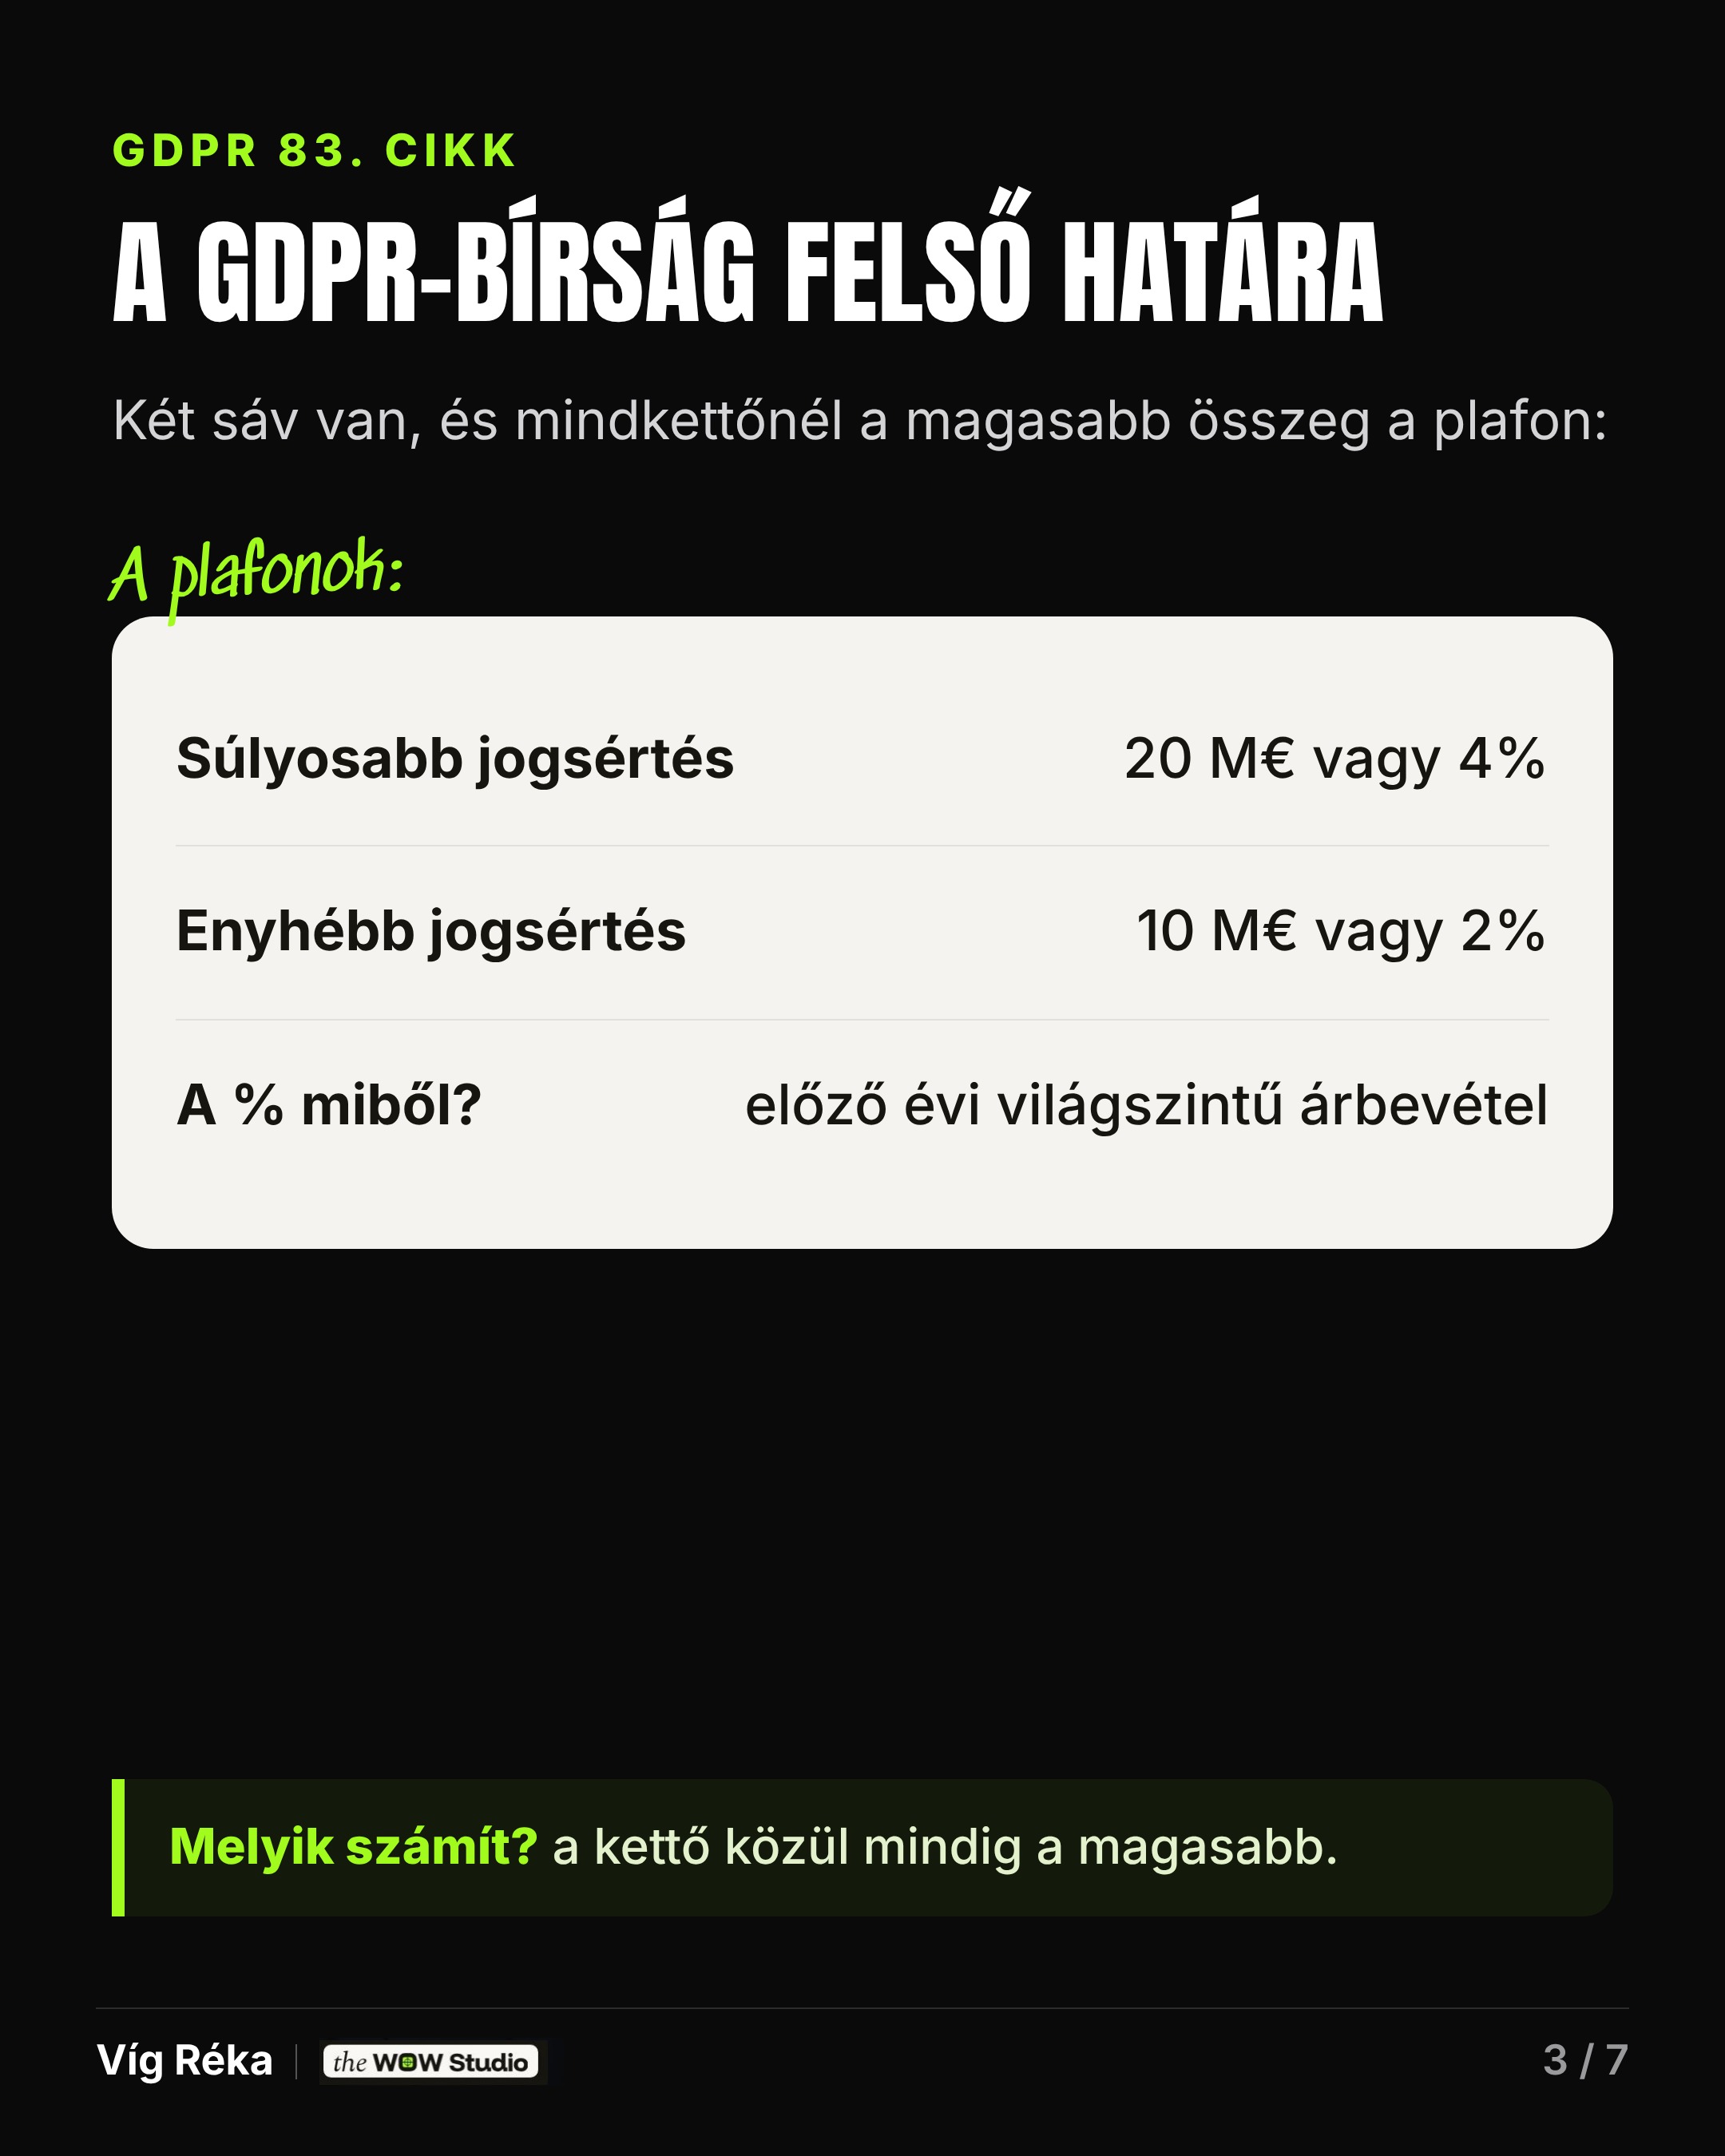 GDPR 83. CIKK
A GDPR-BÍRSÁG FELSŐ HATÁRA
Két sáv van, és mindkettőnél a magasabb összeg a plafon:
A plafonok:
Súlyosabb jogsértés 20 M€ vagy 4%
Enyhébb jogsértés 10 M€ vagy 2%
A % miből? előző évi világszintű árbevétel
Melyik számít? a kettő közül mindig a magasabb.
Víg Réka the WOW Studio 3 / 7